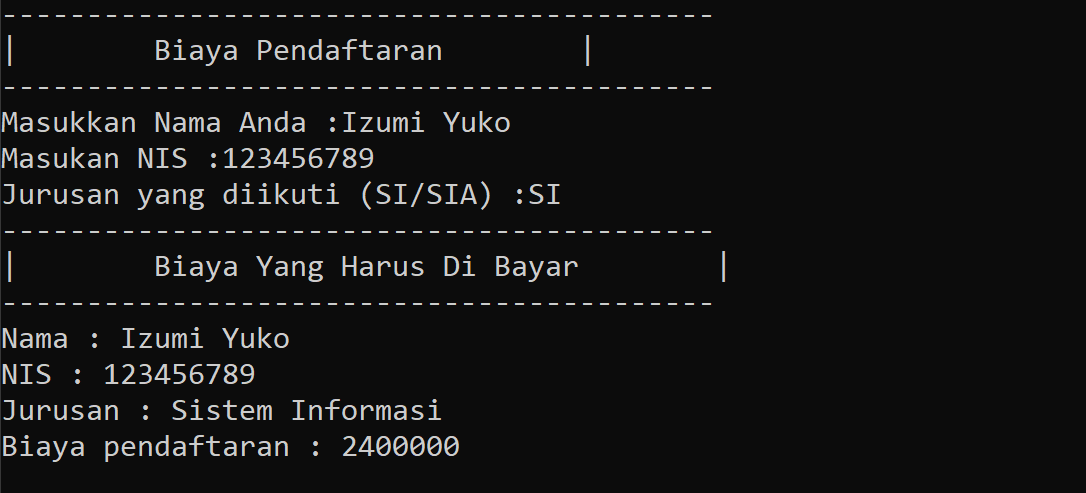 ------------------------------------------
|        Biaya Pendaftaran        |
------------------------------------------
Masukkan Nama Anda :Izumi Yuko
Masukan NIS :123456789
Jurusan yang diikuti (SI/SIA) :SI
------------------------------------------
|        Biaya Yang Harus Di Bayar        |
------------------------------------------
Nama : Izumi Yuko
NIS : 123456789
Jurusan : Sistem Informasi
Biaya pendaftaran : 2400000